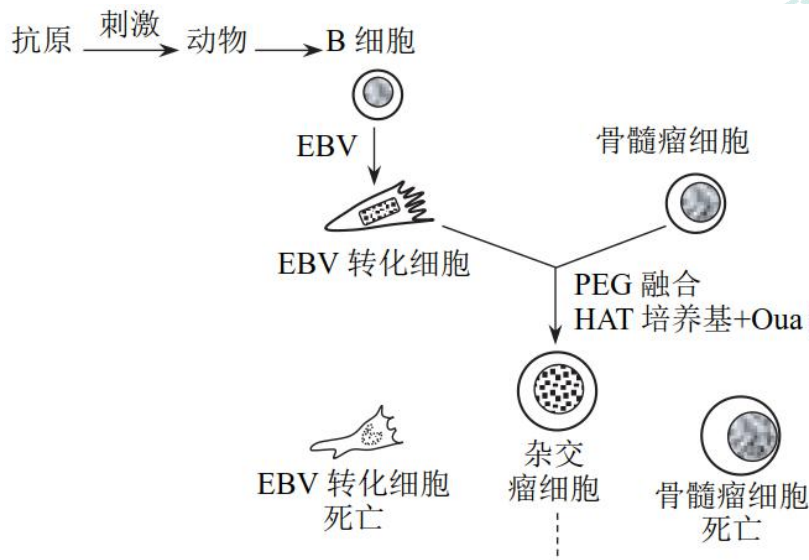 抗原 刺激 动物 B 细胞
EBV
骨髓瘤细胞
EBV 转化细胞
PEG 融合
HAT 培养基+Oua
EBV 转化细胞
死亡
杂交
瘤细胞
骨髓瘤细胞
死亡